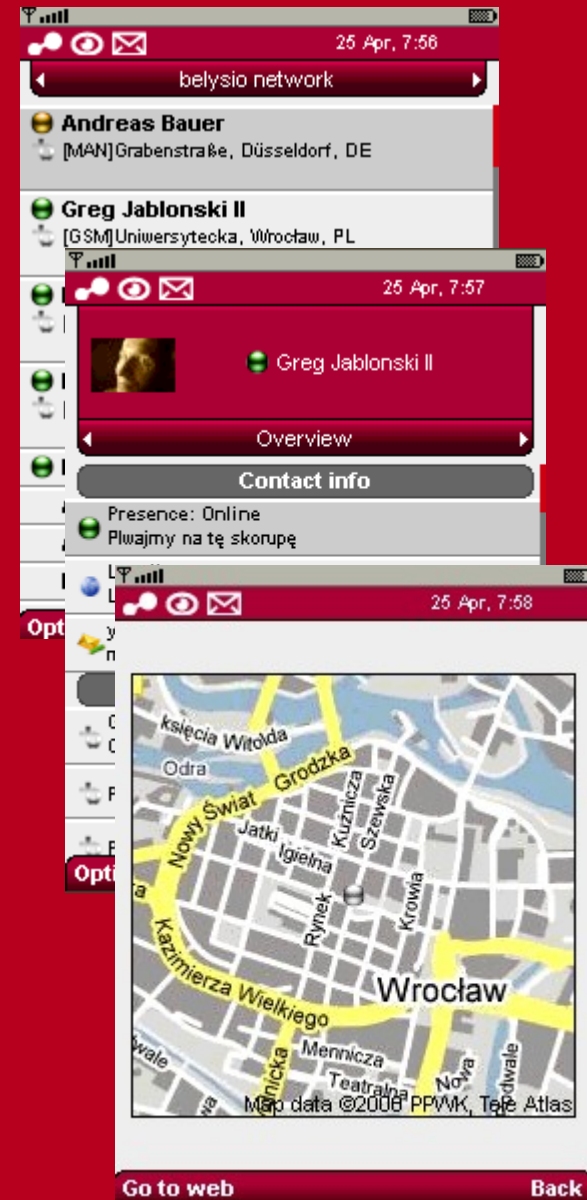 25 Apr, 7:56
belysio network
Andreas Bauer
[MAN]Grabenstraße, Düsseldorf, DE
Greg Jablonski II
[GSM]Uniwersytecka, Wrocław, PL
25 Apr, 7:57
Greg Jablonski II
Overview
Contact info
Presence: Online
Plwajmy na tę skorupę
25 Apr, 7:58
księcia Witolda
Odra
Grodzka
Nowy Świat
Jatki
Igielna
Kuźnicza
Szewska
Rynek
Krowia
Kazimierza Wielkiego
Wrocław
Mennicza
Teatralna
Nowa
Map data ©2006 PPWK, Tele Atlas
Go to web
Back